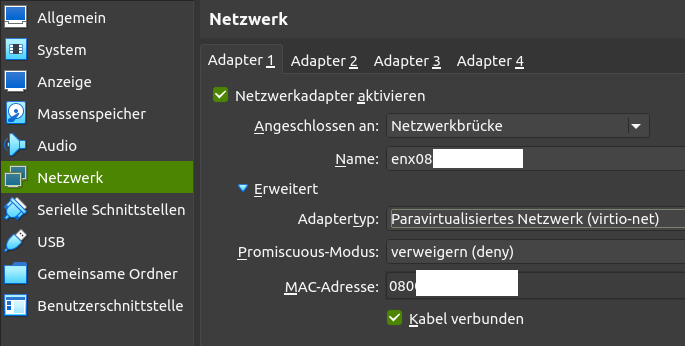 Allgemein
System
Anzeige
Massenspeicher
Audio
Netzwerk
Serielle Schnittstellen
USB
Gemeinsame Ordner
Benutzerschnittstelle
Netzwerk
Adapter 1 Adapter 2 Adapter 3 Adapter 4
Netzwerkadapter aktivieren
Angeschlossen an: Netzwerkbrücke
Name: enx08
Erweitert
Adaptertyp: Paravirtualisiertes Netzwerk (virtio-net)
Promiscuous-Modus: verweigern (deny)
MAC-Adresse: 080
Kabel verbunden